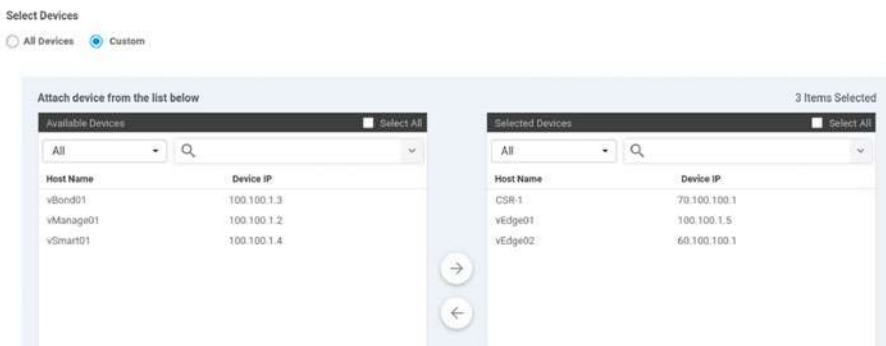 Select Devices
All Devices Custom
Attach device from the list below 3 Items Selected
Available Devices Select All Selected Devices Select All
All All
Host Name Device IP Host Name Device IP
vBond01 100.100.1.3 CSR-1 70.100.100.1
vManage01 100.100.1.2 vEdge01 100.100.1.5
vSmart01 100.100.1.4 vEdge02 60.100.100.1